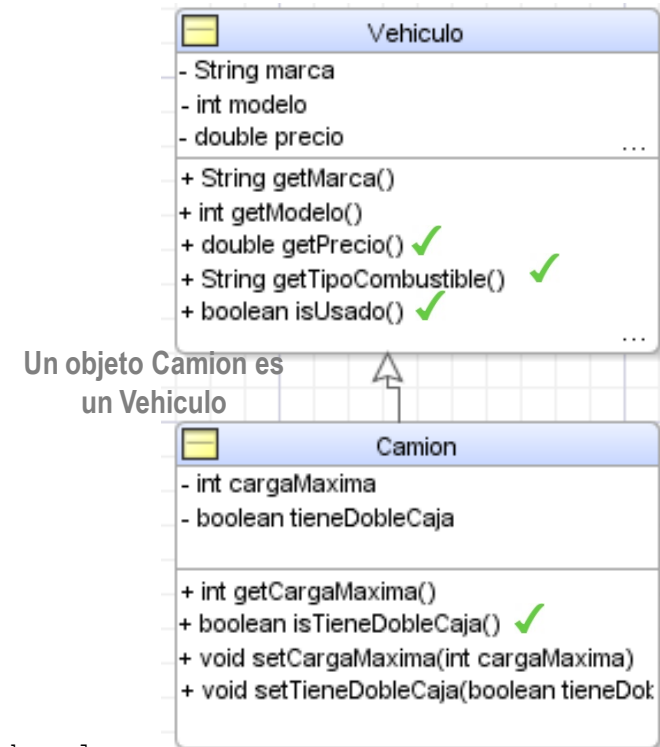 Vehiculo
- String marca
- int modelo
- double precio
...
+ String getMarca()
+ int getModelo()
+ double getPrecio()
+ String getTipoCombustible()
+ boolean isUsado()
...
Un objeto Camion es
un Vehiculo
Camion
- int cargaMaxima
- boolean tieneDobleCaja
+ int getCargaMaxima()
+ boolean isTieneDobleCaja()
+ void setCargaMaxima(int cargaMaxima)
+ void setTieneDobleCaja(boolean tieneDob